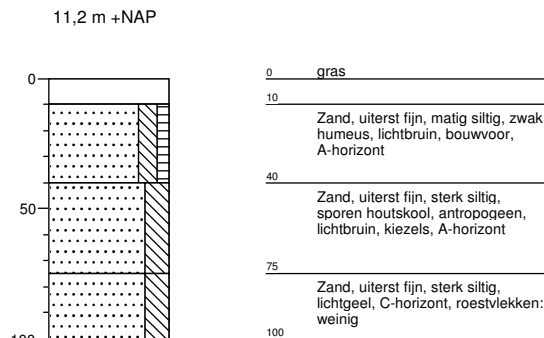 11,2 m +NAP
0
50
100
0 gras
10
Zand, uiterst fijn, matig siltig, zwak
humeus, lichtbruin, bouwvoor,
A-horizont
40
Zand, uiterst fijn, sterk siltig,
sporen houtskool, antropogeen,
lichtbruin, kiezels, A-horizont
75
Zand, uiterst fijn, sterk siltig,
lichtgeel, C-horizont, roestvlekken:
weinig
100